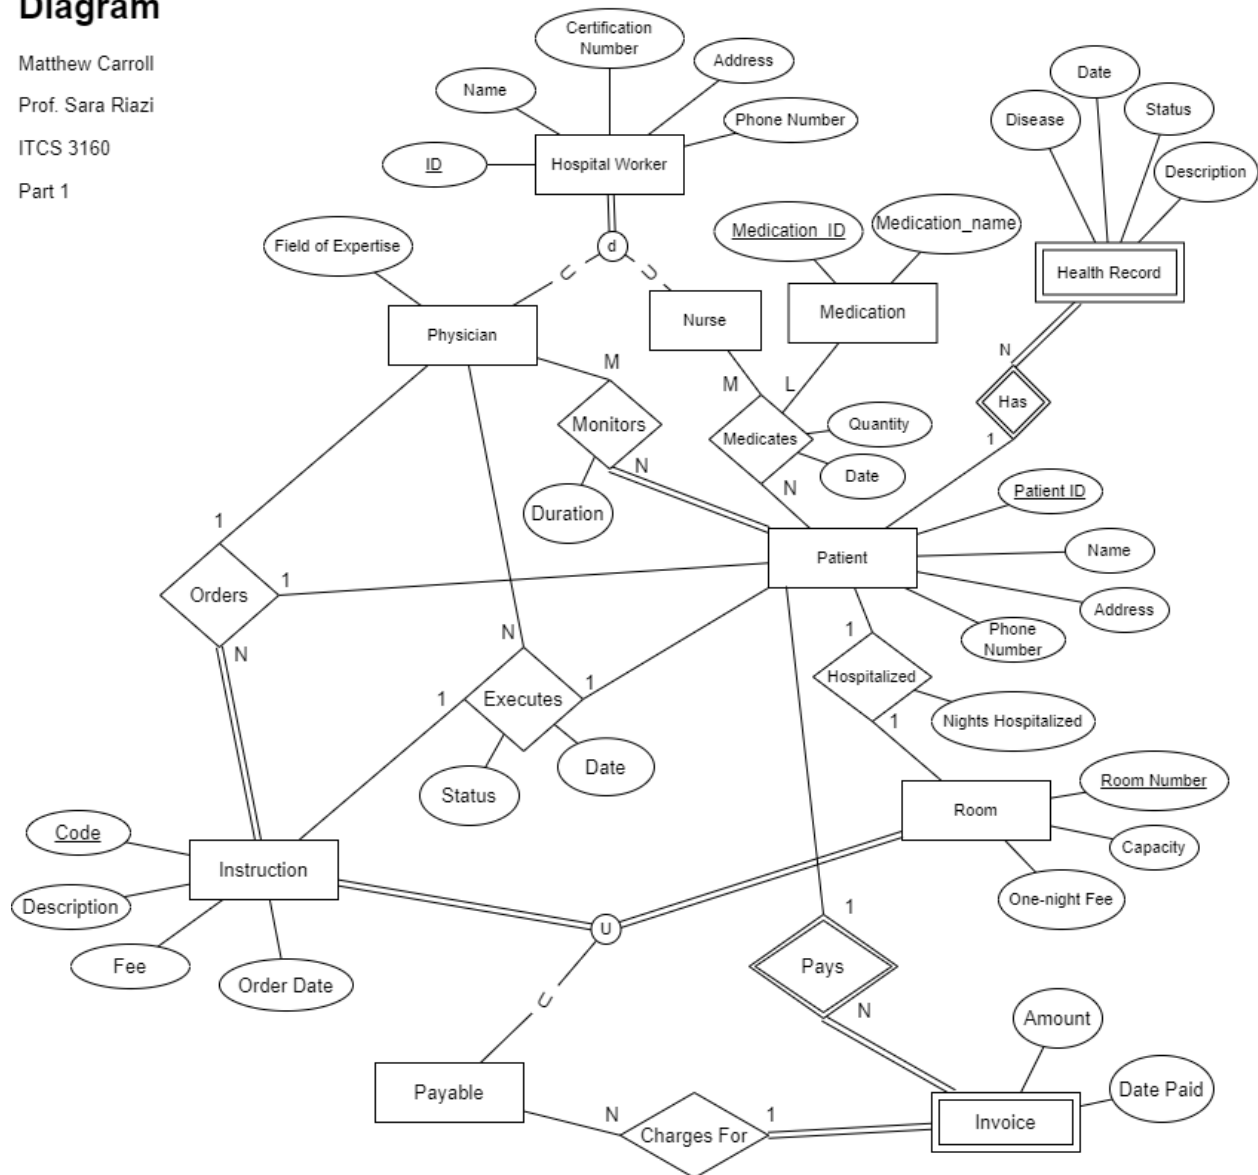 Diagram
Matthew Carroll
Prof. Sara Riazi
ITCS 3160
Part 1
Certification
Number
Name
Address
Phone Number
ID
Hospital Worker
Date
Disease
Status
Description
Health Record
Field of Expertise
d
U
U
Medication_ID
Medication_name
Physician
Nurse
Medication
M
M
L
N
Has
1
Monitors
Medicates
Quantity
Date
N
N
Duration
Patient ID
Patient
Name
Address
Phone
Number
1
Orders
1
N
N
1
Executes
1
Status
Date
1
Hospitalized
1
Nights Hospitalized
Room
Room Number
Capacity
One-night Fee
Code
Instruction
Description
Fee
Order Date
U
U
1
Pays
N
Payable
N
Charges For
1
Amount
Date Paid
Invoice